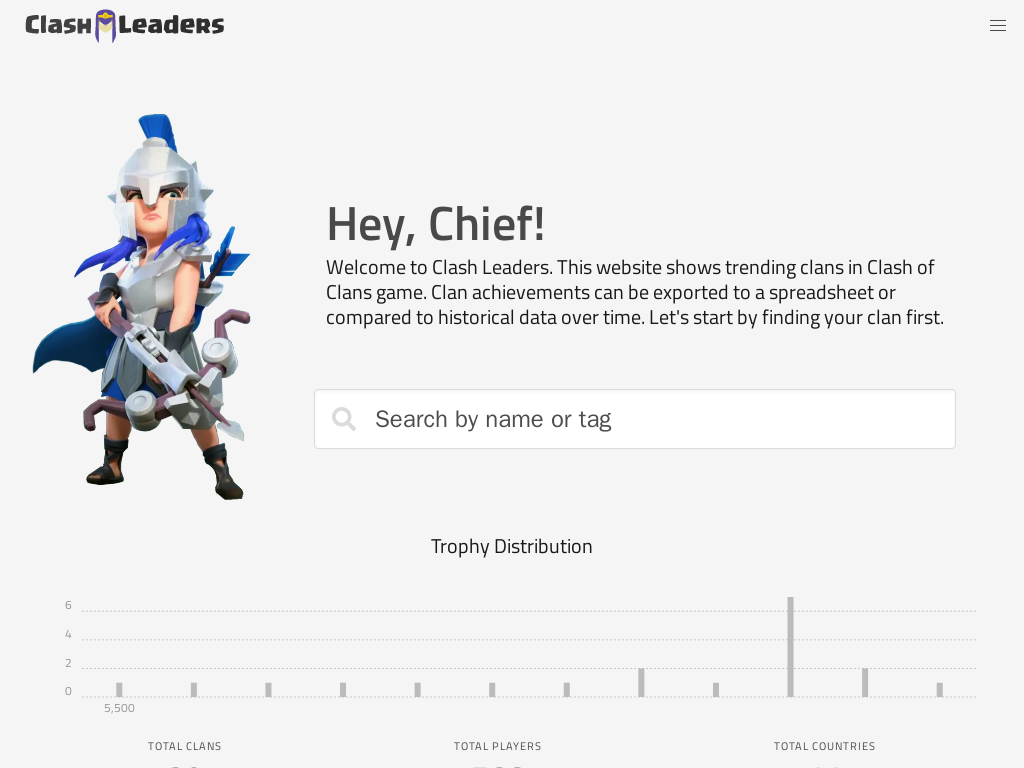 Clash Leaders
Hey, Chief!
Welcome to Clash Leaders. This website shows trending clans in Clash of
Clans game. Clan achievements can be exported to a spreadsheet or
compared to historical data over time. Let's start by finding your clan first.
Search by name or tag
Trophy Distribution
6
4
2
0
5,500
TOTAL CLANS TOTAL PLAYERS TOTAL COUNTRIES